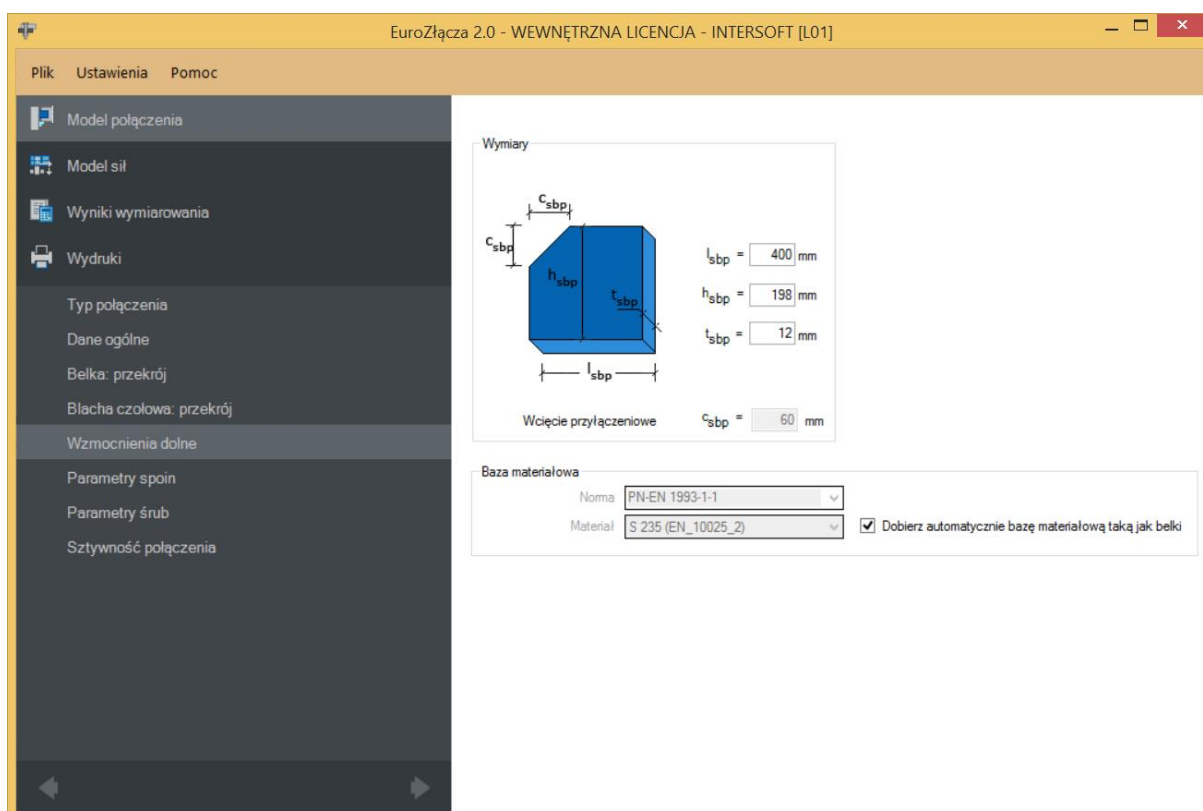 EuroZłącza 2.0 - WEWNĘTRZNA LICENCJA - INTERSOFT [L01]
Plik Ustawienia Pomoc
Model połączenia
Model sił
Wyniki wymiarowania
Wydruki
Typ połączenia
Dane ogólne
Belka: przekrój
Blacha czołowa: przekrój
Wzmocnienia dolne
Parametry spoin
Parametry śrub
Sztywność połączenia
Wymiary
csbp
csbp
hsbp
tsbp
lsbp
lsbp = 400 mm
hsbp = 198 mm
tsbp = 12 mm
Wcięcie przyłączeniowe csbp = 60 mm
Baza materiałowa
Norma PN-EN 1993-1-1
Materiał S 235 (EN_10025_2) Dobierz automatycznie bazę materiałową taką jak belki